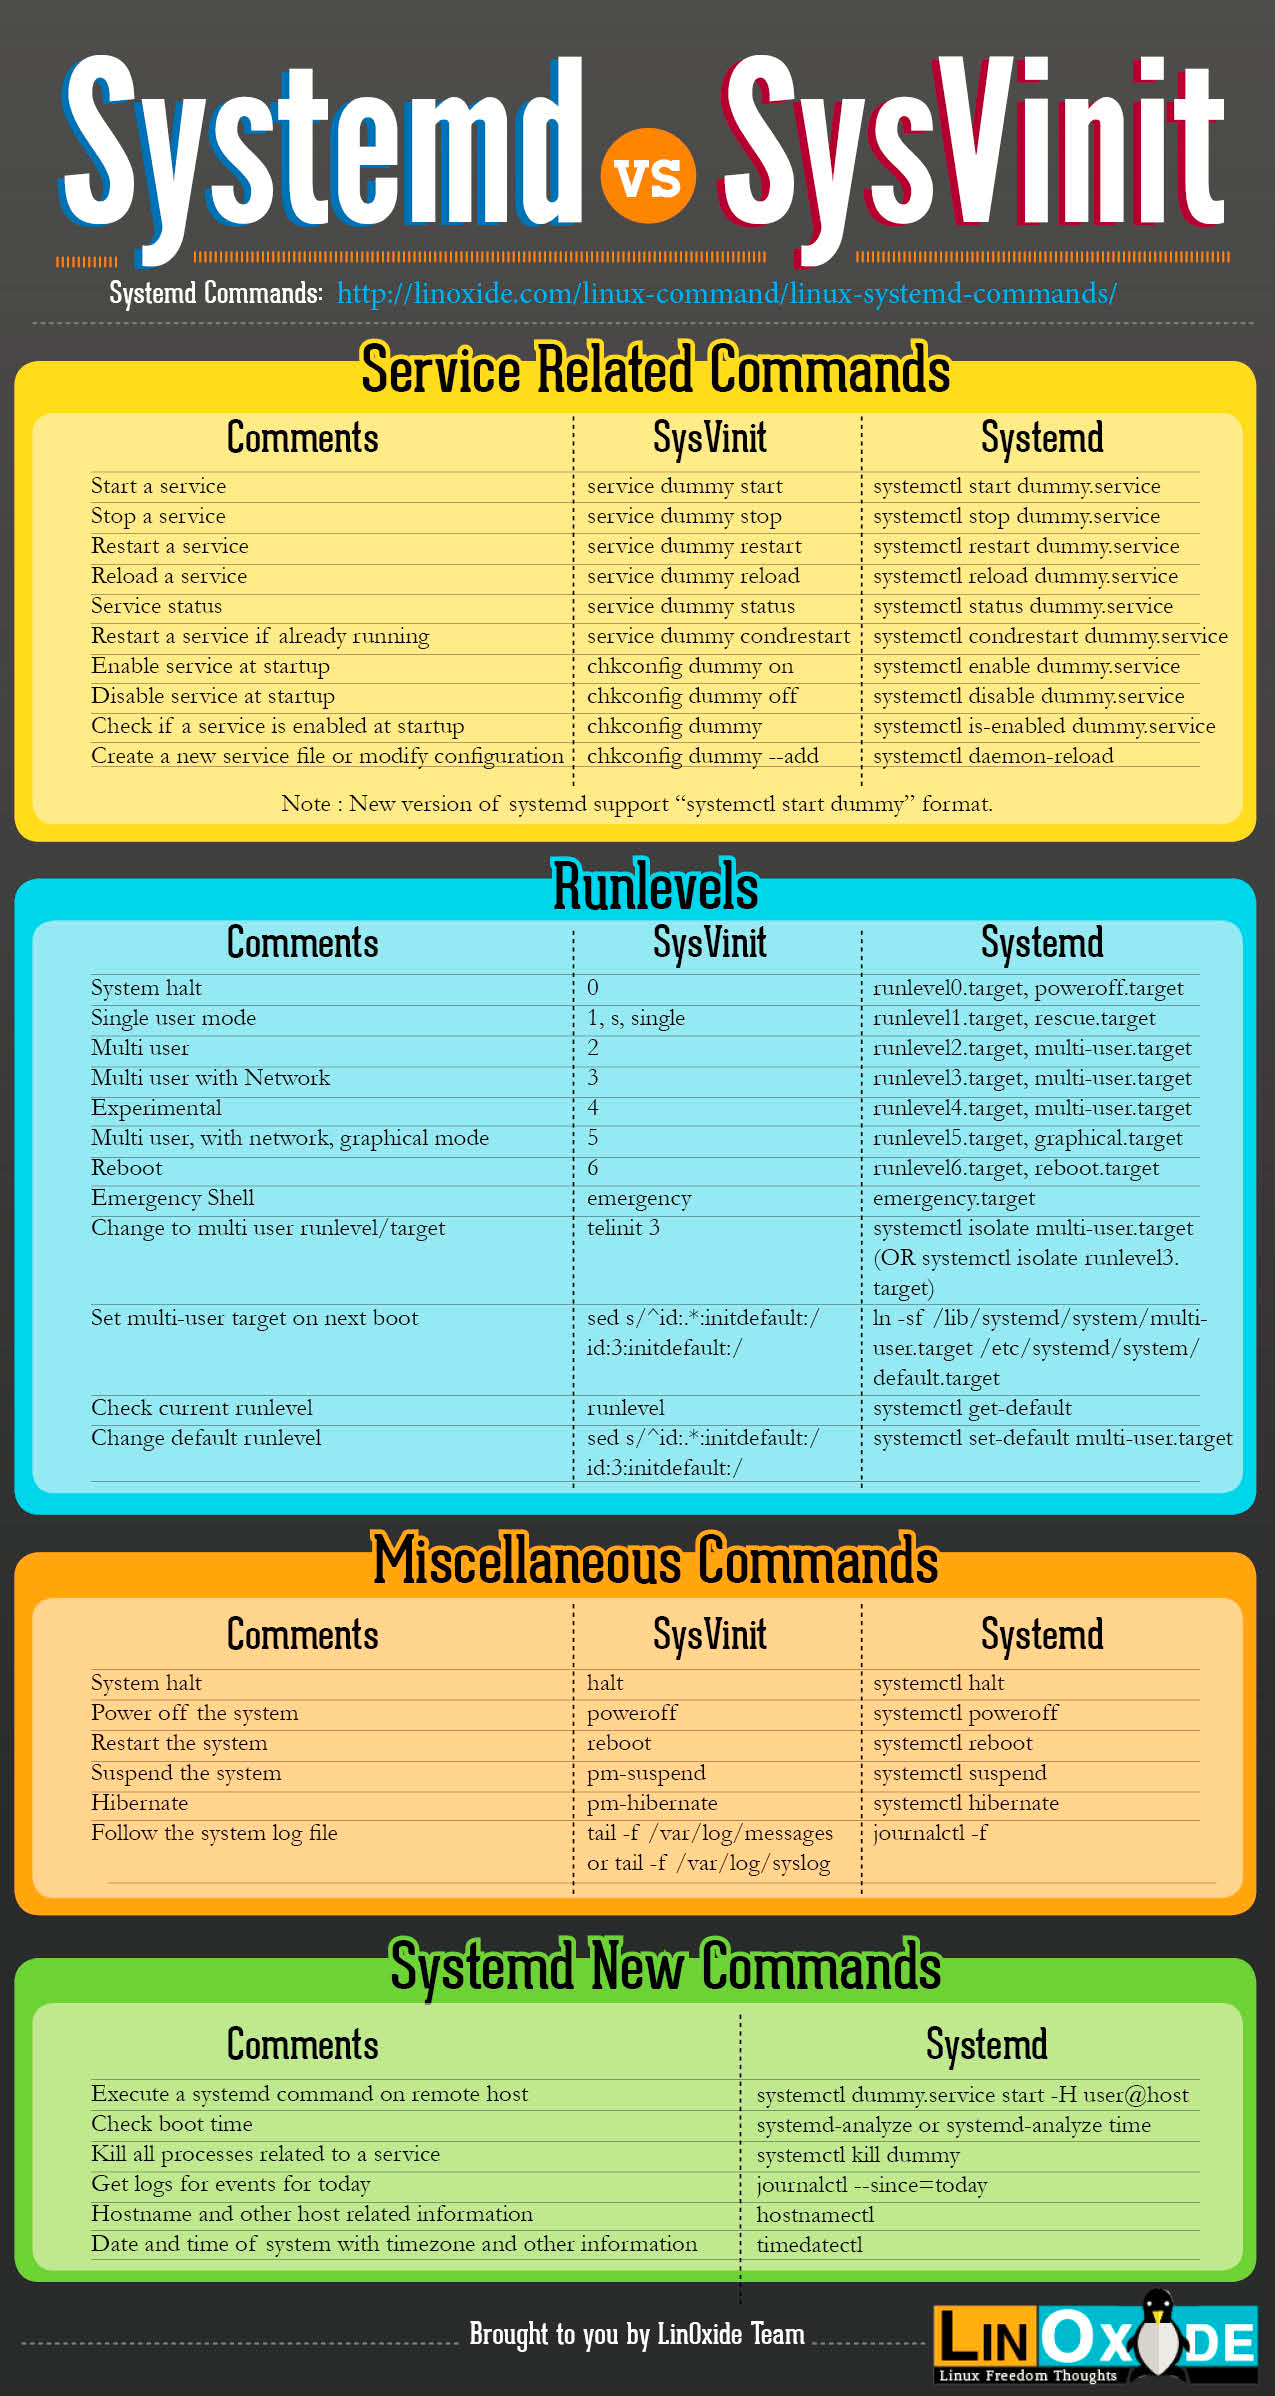 Systemd vs SysVinit
Systemd Commands: http://linoxide.com/linux-command/linux-systemd-commands/
Service Related Commands
Comments SysVinit Systemd
Start a service service dummy start systemctl start dummy.service
Stop a service service dummy stop systemctl stop dummy.service
Restart a service service dummy restart systemctl restart dummy.service
Reload a service service dummy reload systemctl reload dummy.service
Service status service dummy status systemctl status dummy.service
Restart a service if already running service dummy condrestart systemctl condrestart dummy.service
Enable service at startup chkconfig dummy on systemctl enable dummy.service
Disable service at startup chkconfig dummy off systemctl disable dummy.service
Check if a service is enabled at startup chkconfig dummy systemctl is-enabled dummy.service
Create a new service file or modify configuration chkconfig dummy --add systemctl daemon-reload
Note : New version of systemd support “systemctl start dummy” format.
Runlevels
Comments SysVinit Systemd
System halt 0 runlevel0.target, poweroff.target
Single user mode 1, s, single runlevel1.target, rescue.target
Multi user 2 runlevel2.target, multi-user.target
Multi user with Network 3 runlevel3.target, multi-user.target
Experimental 4 runlevel4.target, multi-user.target
Multi user, with network, graphical mode 5 runlevel5.target, graphical.target
Reboot 6 runlevel6.target, reboot.target
Emergency Shell emergency emergency.target
Change to multi user runlevel/target telinit 3 systemctl isolate multi-user.target
(OR systemctl isolate runlevel3.
target)
Set multi-user target on next boot sed s/^id:.*:initdefault:/ ln -sf /lib/systemd/system/multi-
id:3:initdefault:/ user.target /etc/systemd/system/
default.target
Check current runlevel runlevel systemctl get-default
Change default runlevel sed s/^id:.*:initdefault:/ systemctl set-default multi-user.target
id:3:initdefault:/
Miscellaneous Commands
Comments SysVinit Systemd
System halt halt systemctl halt
Power off the system poweroff systemctl poweroff
Restart the system reboot systemctl reboot
Suspend the system pm-suspend systemctl suspend
Hibernate pm-hibernate systemctl hibernate
Follow the system log file tail -f /var/log/messages journalctl -f
or tail -f /var/log/syslog
Systemd New Commands
Comments Systemd
Execute a systemd command on remote host systemctl dummy.service start -H user@host
Check boot time systemd-analyze or systemd-analyze time
Kill all processes related to a service systemctl kill dummy
Get logs for events for today journalctl --since=today
Hostname and other host related information hostnamectl
Date and time of system with timezone and other information timedatectl
Brought to you by LinOxide Team
LinOxide
Linux Freedom Thoughts